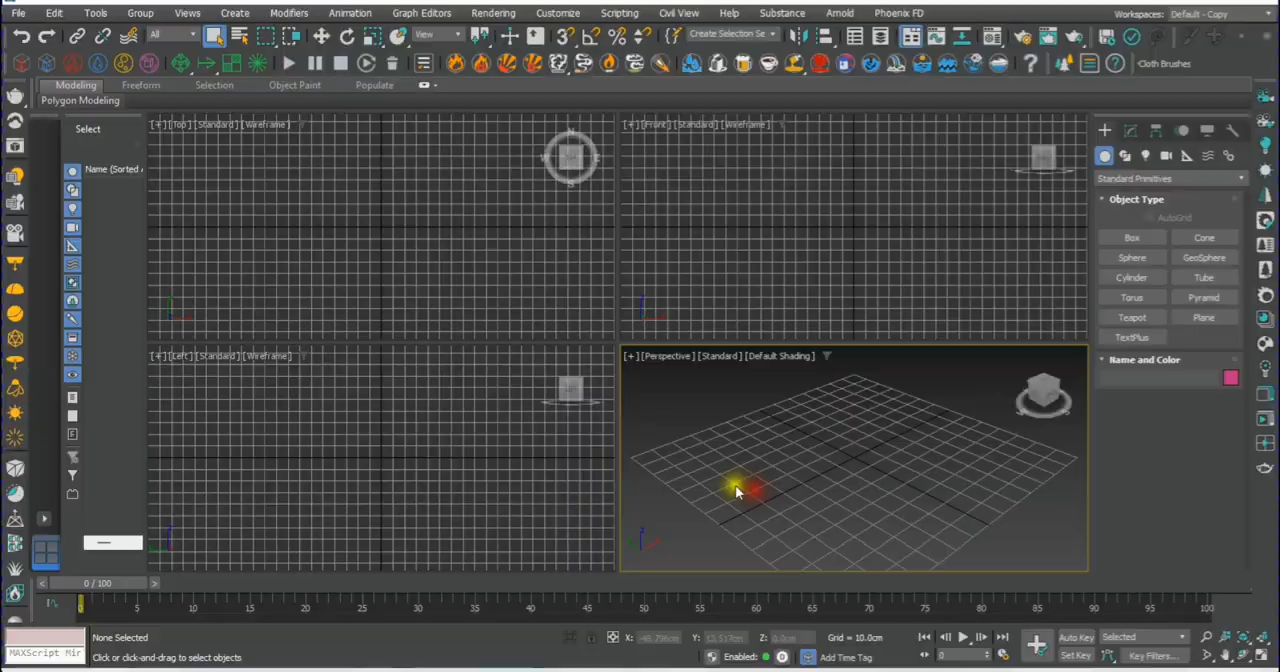 File Edit Tools Group Views Create Modifiers Animation Graph Editors Rendering Customize Scripting Civil View Help Substance Arnold Phoenix FD Workspaces: Default - Copy
All View Create Selection Se
Cloth Brushes
Modeling Freeform Selection Object Paint Populate
Polygon Modeling
Select
Name (Sorted
[+][Top][Standard][Wireframe]
N
W E
S
[+][Front][Standard][Wireframe]
[+][Left][Standard][Wireframe]
[+][Perspective][Standard][Default Shading]
Standard Primitives
Object Type
AutoGrid
Box Cone
Sphere GeoSphere
Cylinder Tube
Torus Pyramid
Teapot Plane
TextPlus
Name and Color
< 0 / 100 >
0 5 10 15 20 25 30 35 40 45 50 55 60 65 70 75 80 85 90 95 100
None Selected X: -48.798cm Y: 13.517cm Z: 0.0cm Grid = 10.0cm Auto Key Selected
MAXScript Mir Click or click-and-drag to select objects Enabled: Add Time Tag 0 Set Key Key Filters...